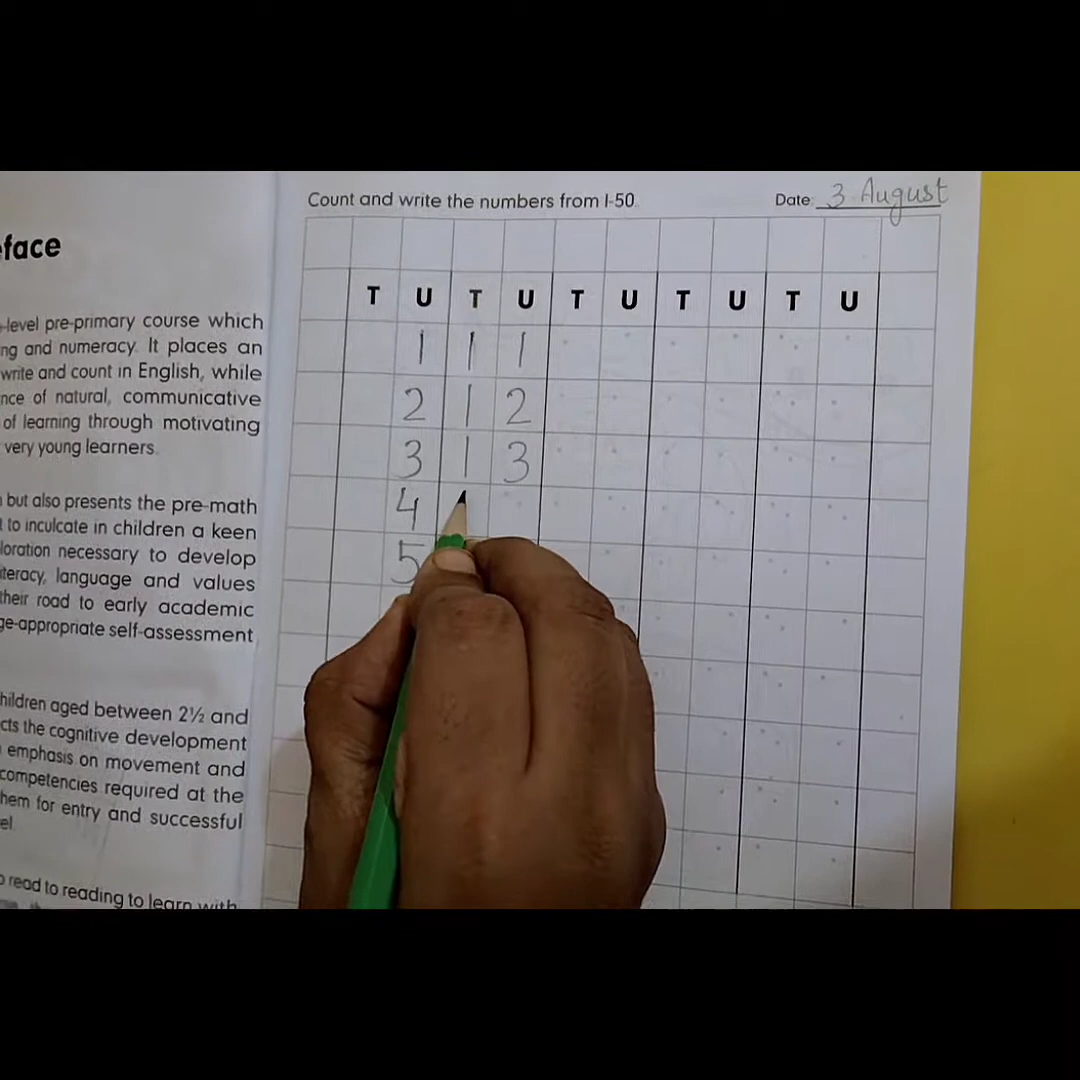 eface
-level pre-primary course which
ng and numeracy. It places an
write and count in English, while
nce of natural, communicative
of learning through motivating
very young learners.
but also presents the pre-math
t to inculcate in children a keen
loration necessary to develop
iteracy, language and values
their road to early academic
ge-appropriate self-assessment
hildren aged between 2½ and
cts the cognitive development
emphasis on movement and
competencies required at the
hem for entry and successful
el.
o read to reading to learn with
Count and write the numbers from 1-50.
Date: 3 August
T U T U T U T U T U
1 1 1
2 1 2
3 1 3
4
5